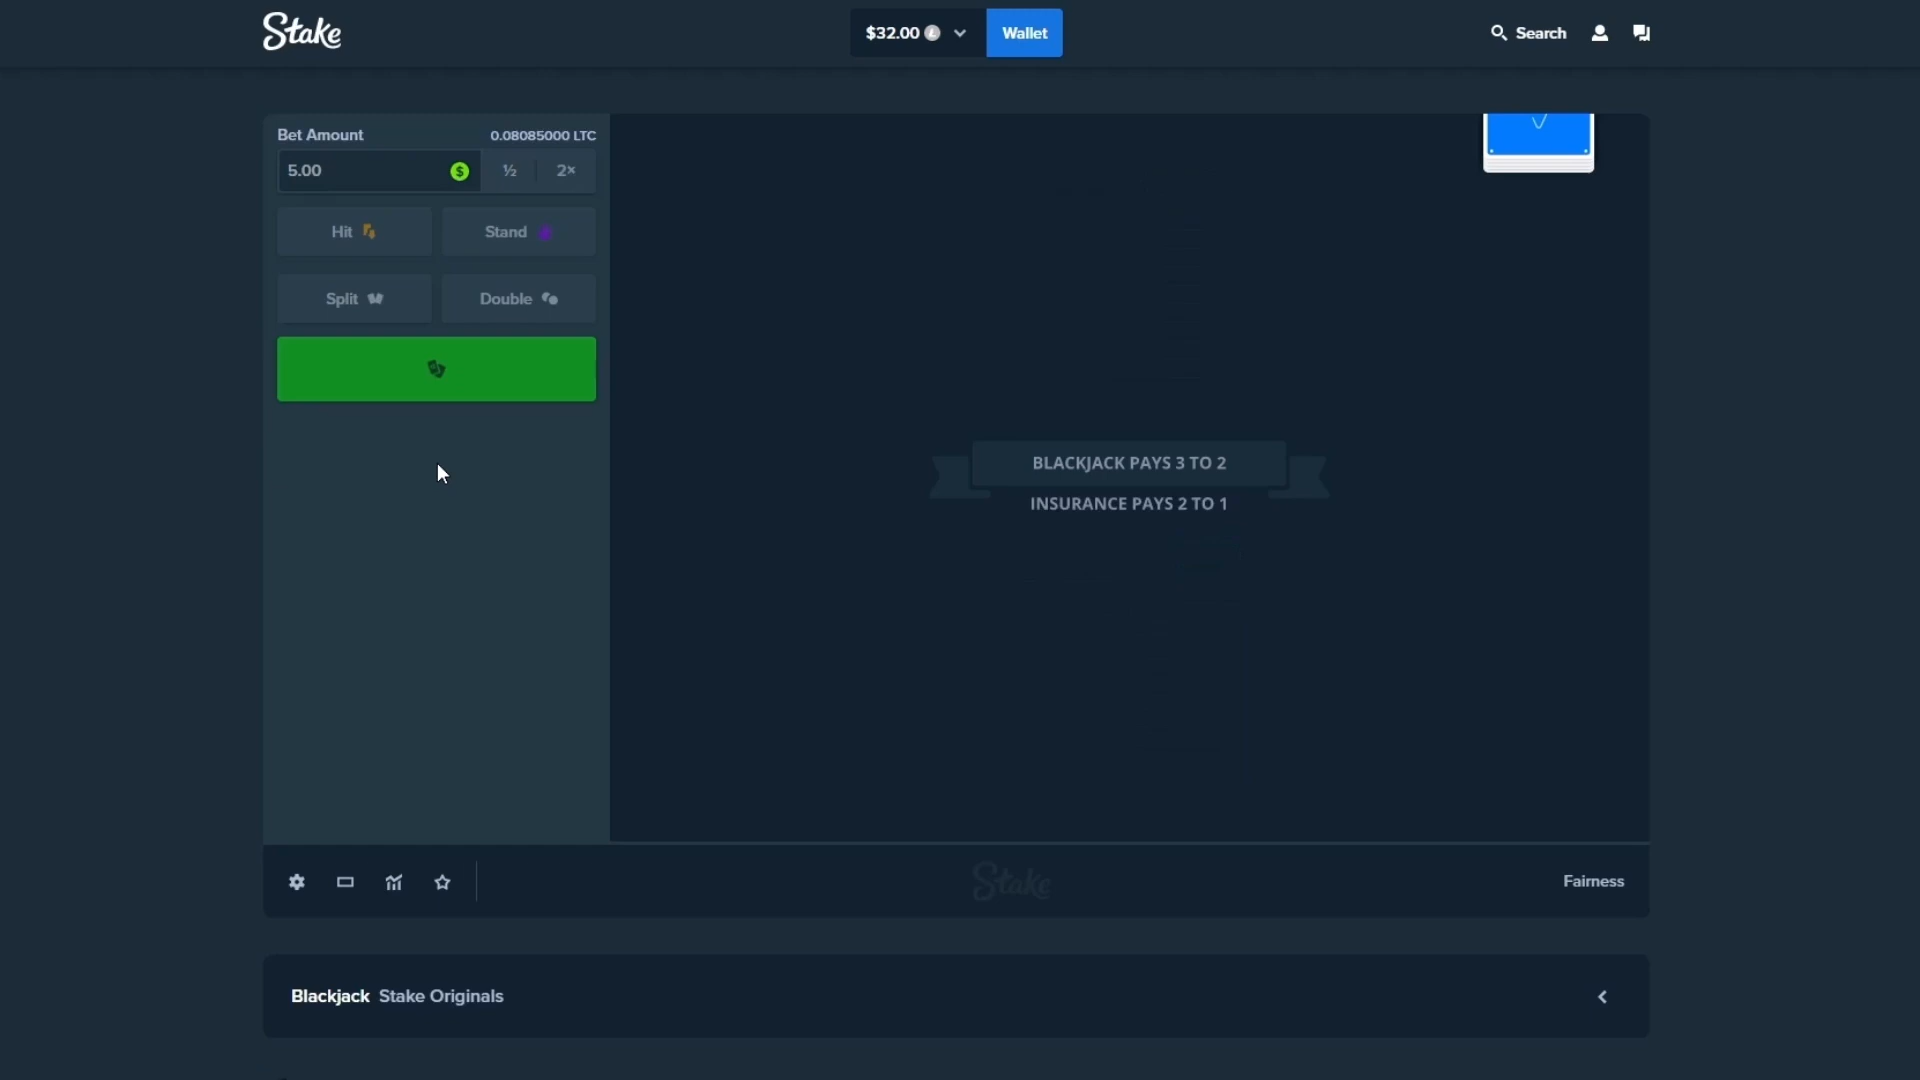 Stake
$32.00
Wallet
Search
Bet Amount
0.08085000 LTC
5.00
½
2×
Hit
Stand
Split
Double
BLACKJACK PAYS 3 TO 2
INSURANCE PAYS 2 TO 1
Stake
Fairness
Blackjack Stake Originals